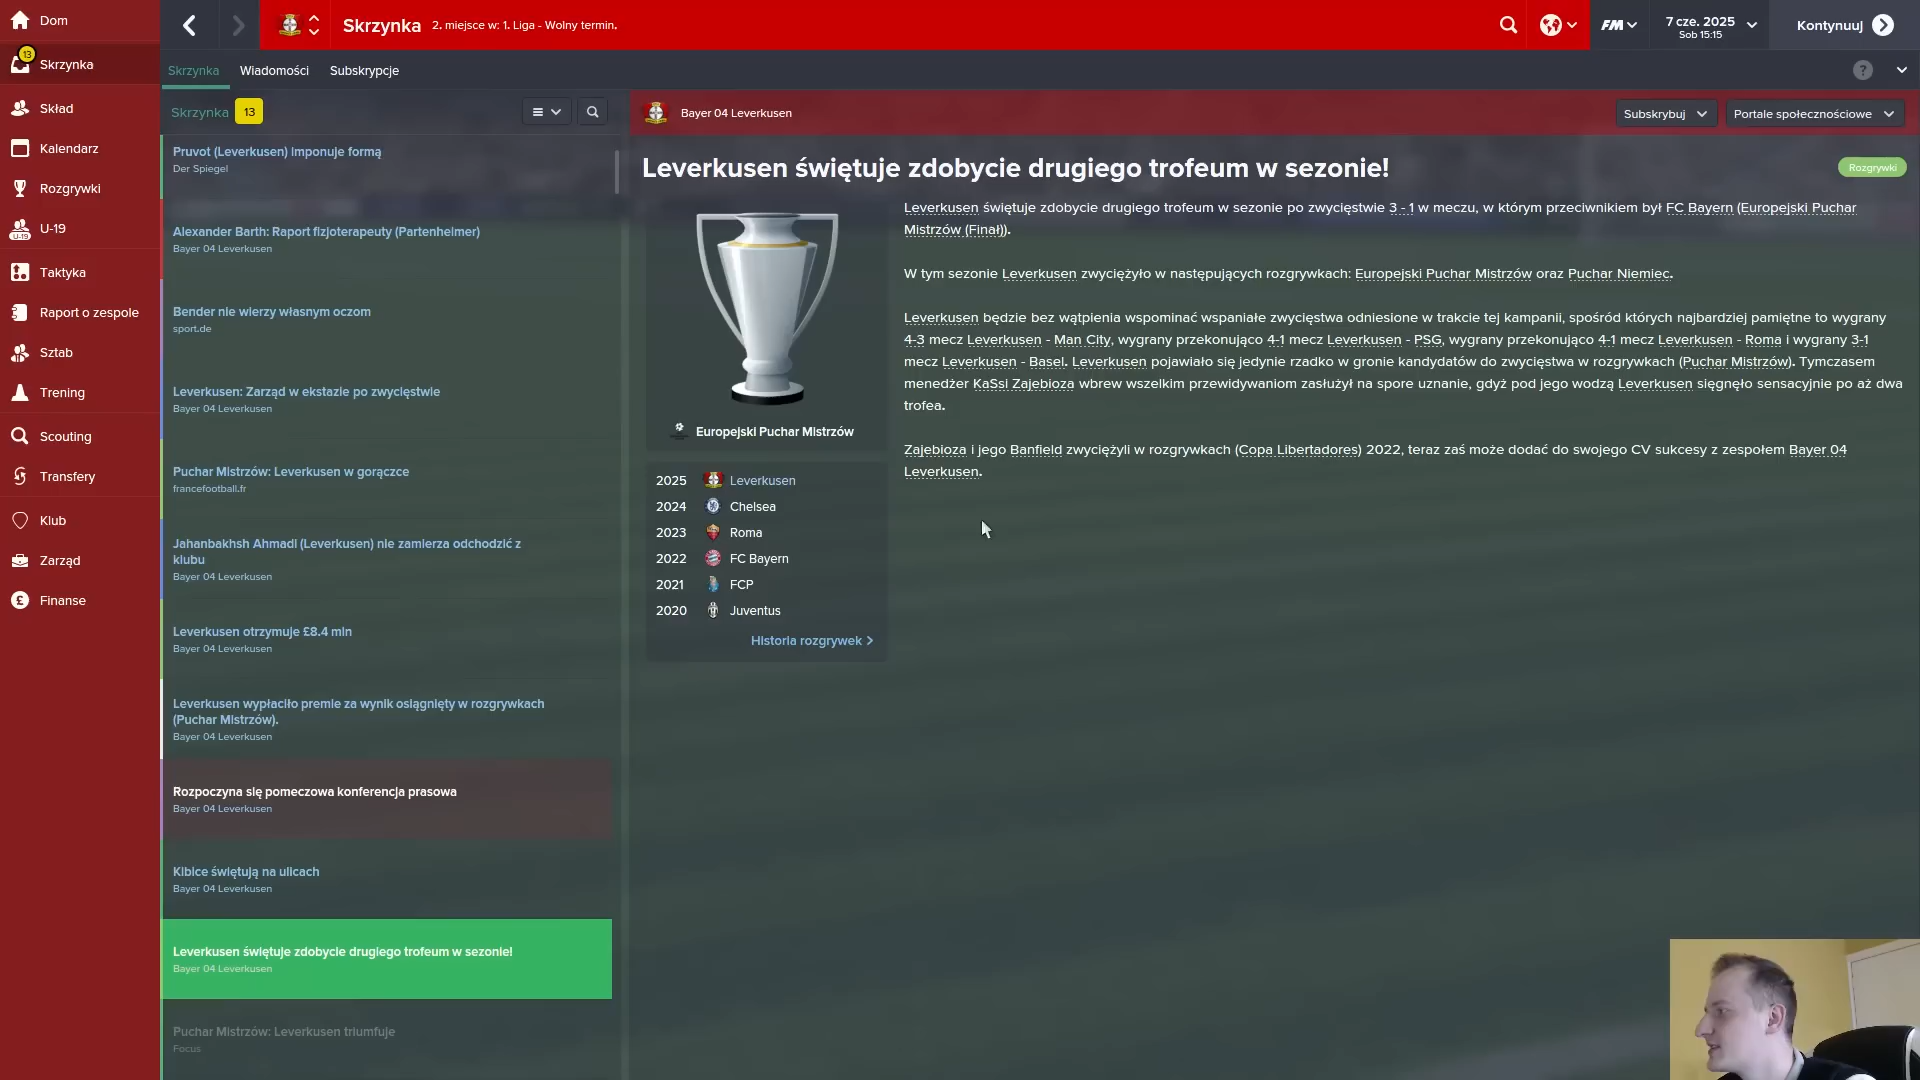 Dom
Skrzynka
2. miejsce w: 1. Liga - Wolny termin.
FM
7 cze. 2025
Sob 15:15
Kontynuuj
13
Skrzynka
Skład
Kalendarz
Rozgrywki
U-19
U-19
Taktyka
Raport o zespole
Sztab
Trening
Scouting
Transfery
Klub
Zarząd
Finanse
Skrzynka
Wiadomości
Subskrypcje
?
Skrzynka 13
Pruvot (Leverkusen) imponuje formą
Der Spiegel
Alexander Barth: Raport fizjoterapeuty (Partenheimer)
Bayer 04 Leverkusen
Bender nie wierzy własnym oczom
sport.de
Leverkusen: Zarząd w ekstazie po zwycięstwie
Bayer 04 Leverkusen
Puchar Mistrzów: Leverkusen w gorączce
francefootball.fr
Jahanbakhsh Ahmadi (Leverkusen) nie zamierza odchodzić z
klubu
Bayer 04 Leverkusen
Leverkusen otrzymuje £8.4 mln
Bayer 04 Leverkusen
Leverkusen wypłaciło premie za wynik osiągnięty w rozgrywkach
(Puchar Mistrzów).
Bayer 04 Leverkusen
Rozpoczyna się pomeczowa konferencja prasowa
Bayer 04 Leverkusen
Kibice świętują na ulicach
Bayer 04 Leverkusen
Leverkusen świętuje zdobycie drugiego trofeum w sezonie!
Bayer 04 Leverkusen
Puchar Mistrzów: Leverkusen triumfuje
Focus
Bayer 04 Leverkusen
Subskrybuj
Portale społecznościowe
Leverkusen świętuje zdobycie drugiego trofeum w sezonie!
Rozgrywki
Leverkusen świętuje zdobycie drugiego trofeum w sezonie po zwycięstwie 3 - 1 w meczu, w którym przeciwnikiem był FC Bayern (Europejski Puchar
Mistrzów (Finał)).
W tym sezonie Leverkusen zwyciężyło w następujących rozgrywkach: Europejski Puchar Mistrzów oraz Puchar Niemiec.
Leverkusen będzie bez wątpienia wspominać wspaniałe zwycięstwa odniesione w trakcie tej kampanii, spośród których najbardziej pamiętne to wygrany
4-3 mecz Leverkusen - Man City, wygrany przekonująco 4-1 mecz Leverkusen - PSG, wygrany przekonująco 4-1 mecz Leverkusen - Roma i wygrany 3-1
mecz Leverkusen - Basel. Leverkusen pojawiało się jedynie rzadko w gronie kandydatów do zwycięstwa w rozgrywkach (Puchar Mistrzów). Tymczasem
menedżer KaSsi Zajebioza wbrew wszelkim przewidywaniom zasłużył na spore uznanie, gdyż pod jego wodzą Leverkusen sięgnęło sensacyjnie po aż dwa
trofea.
Zajebioza i jego Banfield zwyciężyli w rozgrywkach (Copa Libertadores) 2022, teraz zaś może dodać do swojego CV sukcesy z zespołem Bayer 04
Leverkusen.
Europejski Puchar Mistrzów
2025 Leverkusen
2024 Chelsea
2023 Roma
2022 FC Bayern
2021 FCP
2020 Juventus
Historia rozgrywek